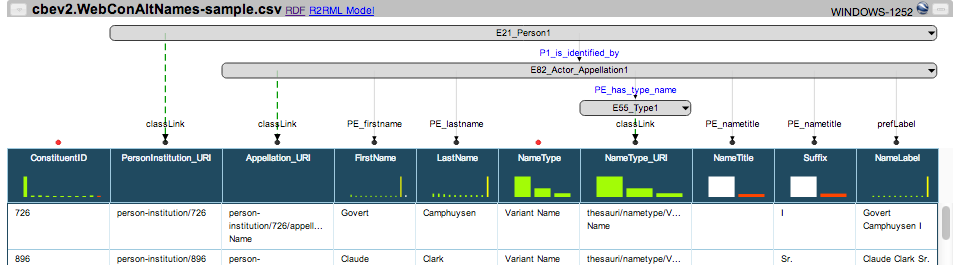 cbev2.WebConAltNames-sample.csv RDF R2RML Model WINDOWS-1252
E21_Person1
P1_is_identified_by
E82_Actor_Appellation1
PE_has_type_name
E55_Type1
classLink classLink PE_firstname PE_lastname classLink PE_nametitle PE_nametitle prefLabel
ConstituentID PersonInstitution_URI Appellation_URI FirstName LastName NameType NameType_URI NameTitle Suffix NameLabel
726 person-institution/726 person- Govert Camphuysen Variant Name thesauri/nametype/V... I Govert
institution/726/appell... Name Camphuysen I
Name
896 person-institution/896 person- Claude Clark Variant Name thesauri/nametype/V... Sr. Claude Clark Sr.